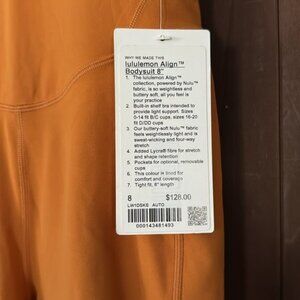 WHY WE MADE THIS
lululemon Align™
Bodysuit 8"
1. The lululemon Align™
collection, powered by Nulu™
fabric, is so weightless and
buttery soft, all you feel is
your practice
2. Built-in shelf bra intended to
provide light support. Sizes
0-14 fit B/C cups, sizes 16-20
fit D/DD cups
3. Our buttery-soft Nulu™ fabric
feels weightlessly light and is
sweat-wicking and four-way
stretch
4. Added Lycra® fibre for stretch
and shape retention
5. Pockets for optional, removable
cups
6. This colour is lined for
comfort and coverage
7. Tight fit, 8" length
8 $128.00
LW1DSKS AUTO
000143481493